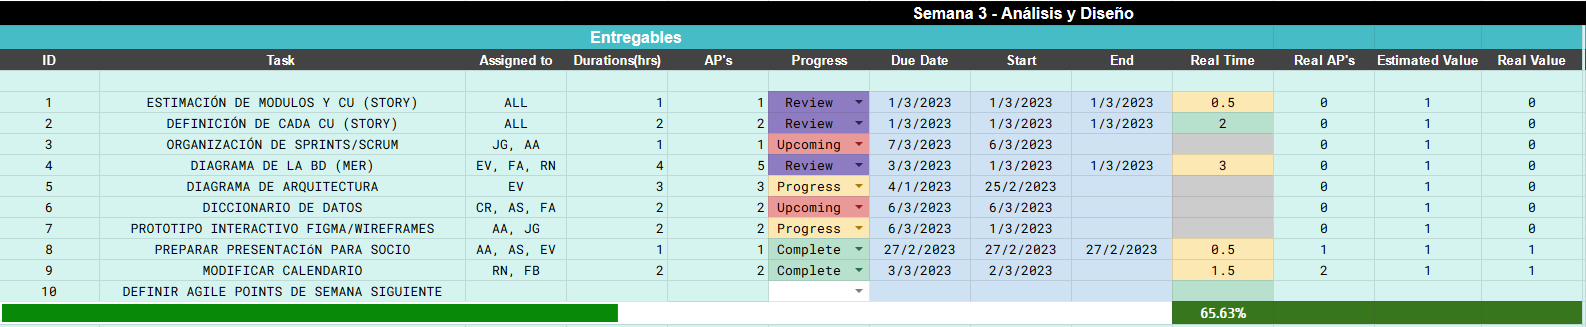 Semana 3 - Análisis y Diseño
Entregables
ID Task Assigned to Durations(hrs) AP's Progress Due Date Start End Real Time Real AP's Estimated Value Real Value
1 ESTIMACIÓN DE MODULOS Y CU (STORY) ALL 1 1 Review 1/3/2023 1/3/2023 1/3/2023 0.5 0 1 0
2 DEFINICIÓN DE CADA CU (STORY) ALL 2 2 Review 1/3/2023 1/3/2023 1/3/2023 2 0 1 0
3 ORGANIZACIÓN DE SPRINTS/SCRUM JG, AA 1 1 Upcoming 7/3/2023 6/3/2023 0 1 0
4 DIAGRAMA DE LA BD (MER) EV, FA, RN 4 5 Review 3/3/2023 1/3/2023 1/3/2023 3 0 1 0
5 DIAGRAMA DE ARQUITECTURA EV 3 3 Progress 4/1/2023 25/2/2023 0 1 0
6 DICCIONARIO DE DATOS CR, AS, FA 2 2 Upcoming 6/3/2023 6/3/2023 0 1 0
7 PROTOTIPO INTERACTIVO FIGMA/WIREFRAMES AA, JG 2 2 Progress 6/3/2023 1/3/2023 0 1 0
8 PREPARAR PRESENTACIóN PARA SOCIO AA, AS, EV 1 1 Complete 27/2/2023 27/2/2023 27/2/2023 0.5 1 1 1
9 MODIFICAR CALENDARIO RN, FB 2 2 Complete 3/3/2023 2/3/2023 1.5 2 1 1
10 DEFINIR AGILE POINTS DE SEMANA SIGUIENTE
65.63%